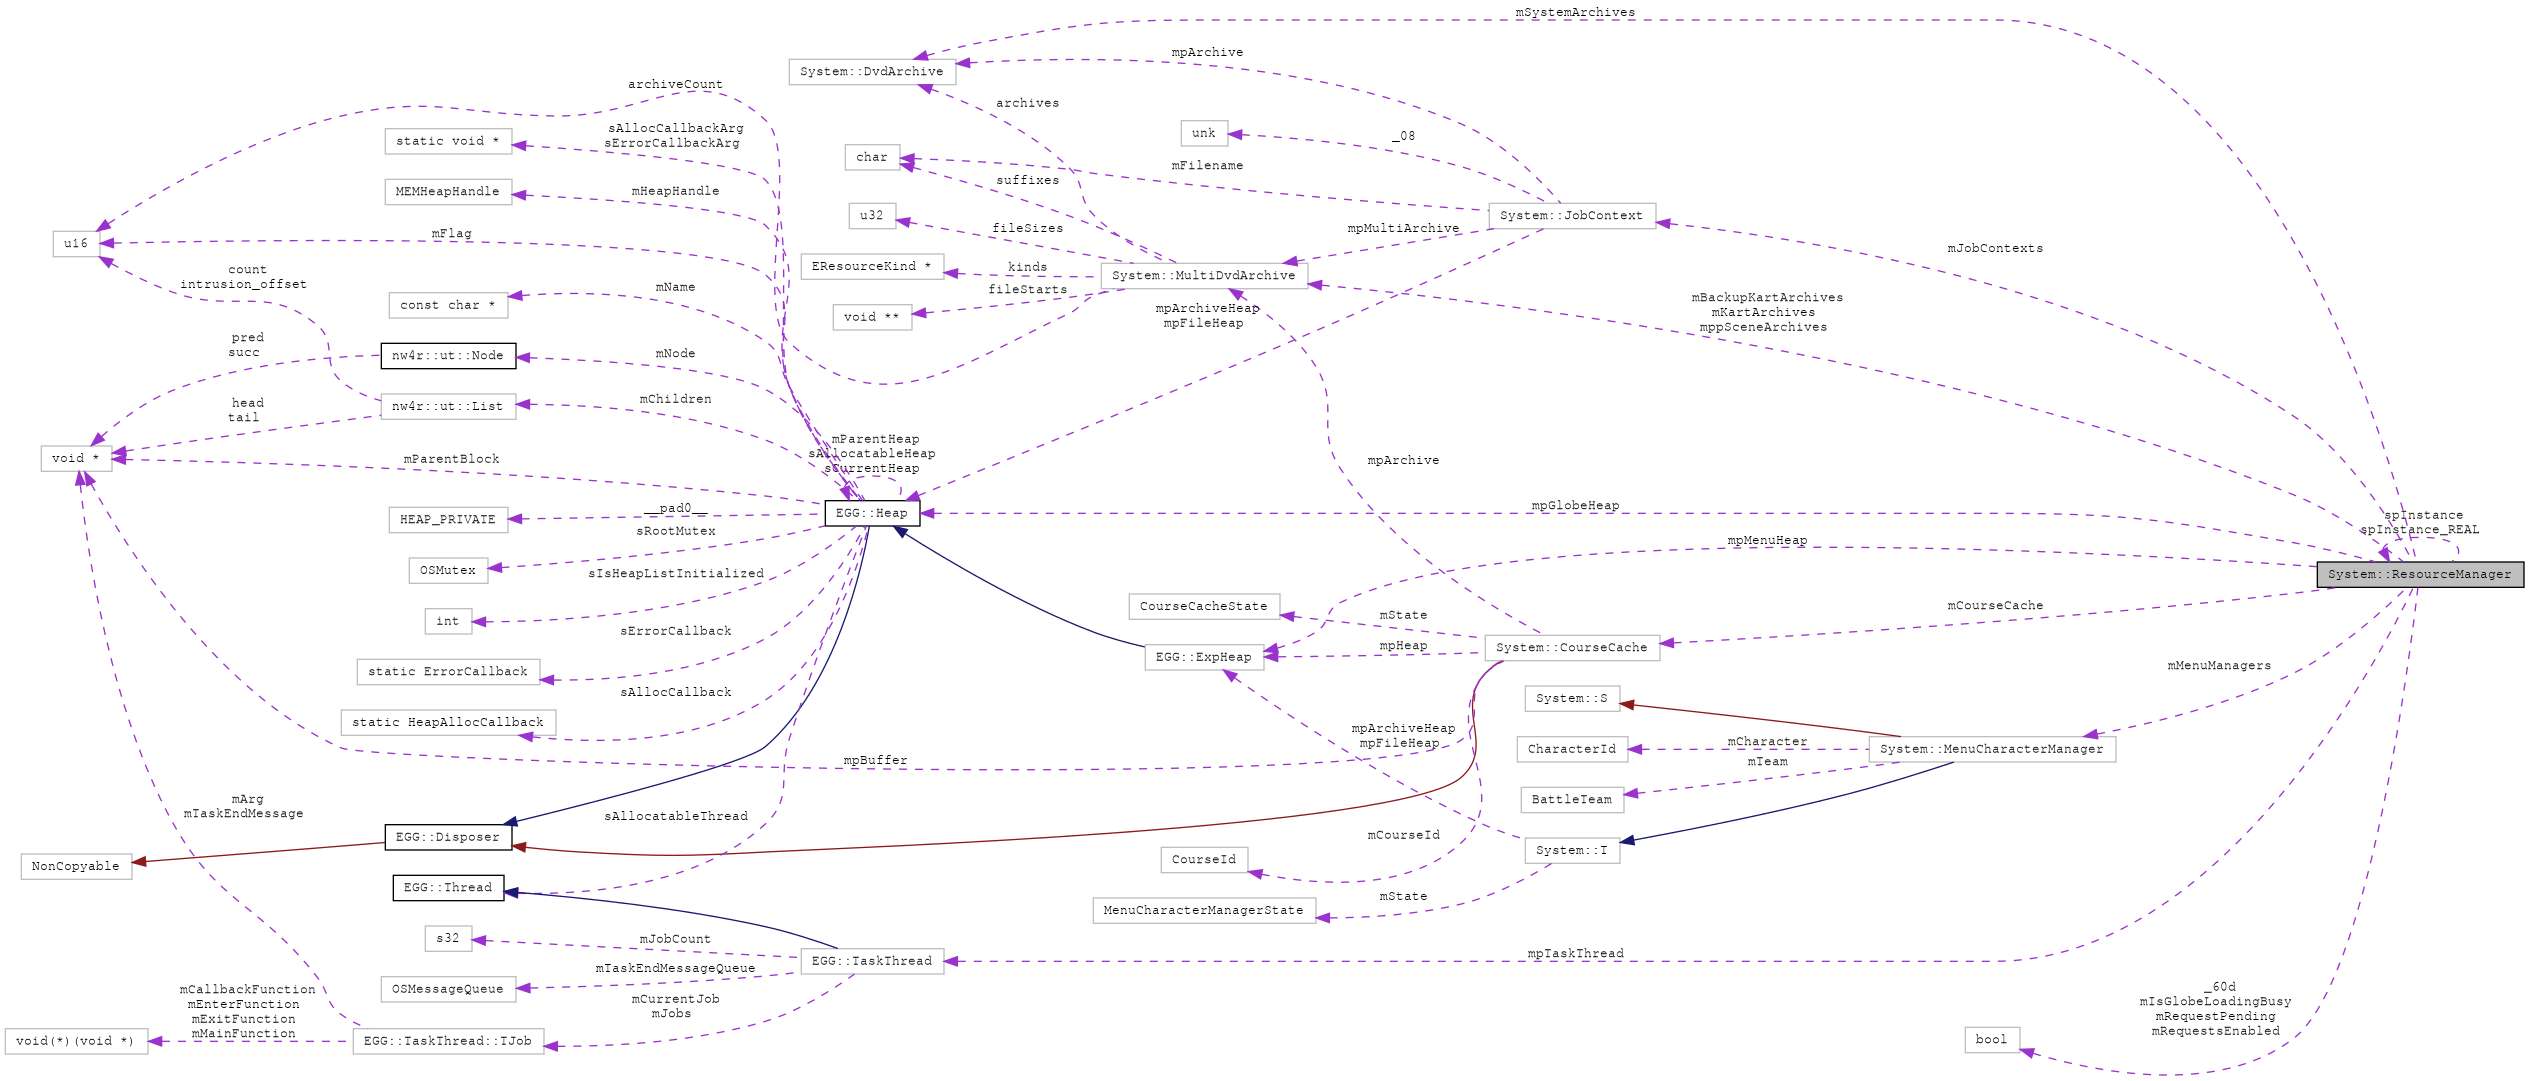 mSystemArchives
mpArchive
System::DvdArchive
archiveCount
archives
sAllocCallbackArg
sErrorCallbackArg
static void *
unk
_08
char
mFilename
suffixes
MEMHeapHandle
mHeapHandle
u32
System::JobContext
fileSizes
mpMultiArchive
u16
mFlag
mJobContexts
EResourceKind *
kinds
System::MultiDvdArchive
count
intrusion_offset
mName
fileStarts
const char *
void **
mpArchiveHeap
mpFileHeap
mBackupKartArchives
mKartArchives
mppSceneArchives
pred
succ
nw4r::ut::Node
mNode
head
tail
nw4r::ut::List
mChildren
mParentHeap
sAllocatableHeap
sCurrentHeap
void *
mParentBlock
mpArchive
HEAP_PRIVATE
__pad0__
EGG::Heap
mpGlobeHeap
spInstance
spInstance_REAL
sRootMutex
mpMenuHeap
OSMutex
sIsHeapListInitialized
System::ResourceManager
int
CourseCacheState
mState
mCourseCache
sErrorCallback
mpHeap
System::CourseCache
EGG::ExpHeap
static ErrorCallback
mMenuManagers
sAllocCallback
System::S
static HeapAllocCallback
mpArchiveHeap
mpFileHeap
CharacterId
mCharacter
System::MenuCharacterManager
mpBuffer
mTeam
BattleTeam
mArg
mTaskEndMessage
sAllocatableThread
EGG::Disposer
mCourseId
System::T
NonCopyable
CourseId
EGG::Thread
mState
MenuCharacterManagerState
s32
mJobCount
EGG::TaskThread
mpTaskThread
mTaskEndMessageQueue
OSMessageQueue
mCurrentJob
mJobs
mCallbackFunction
mEnterFunction
mExitFunction
mMainFunction
void(*)(void *)
EGG::TaskThread::TJob
_60d
mIsGlobeLoadingBusy
mRequestPending
mRequestsEnabled
bool